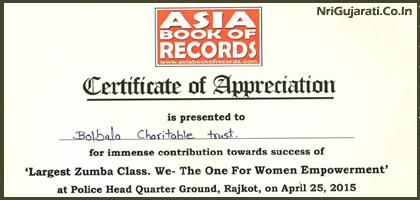 NriGujarati.Co.In
ASIA
BOOK OF
RECORDS
www.asiabookofrecords.com
Certificate of Appreciation
is presented to
Bolbala Charitable trust.
for immense contribution towards success of
'Largest Zumba Class. We- The One For Women Empowerment'
at Police Head Quarter Ground, Rajkot, on April 25, 2015